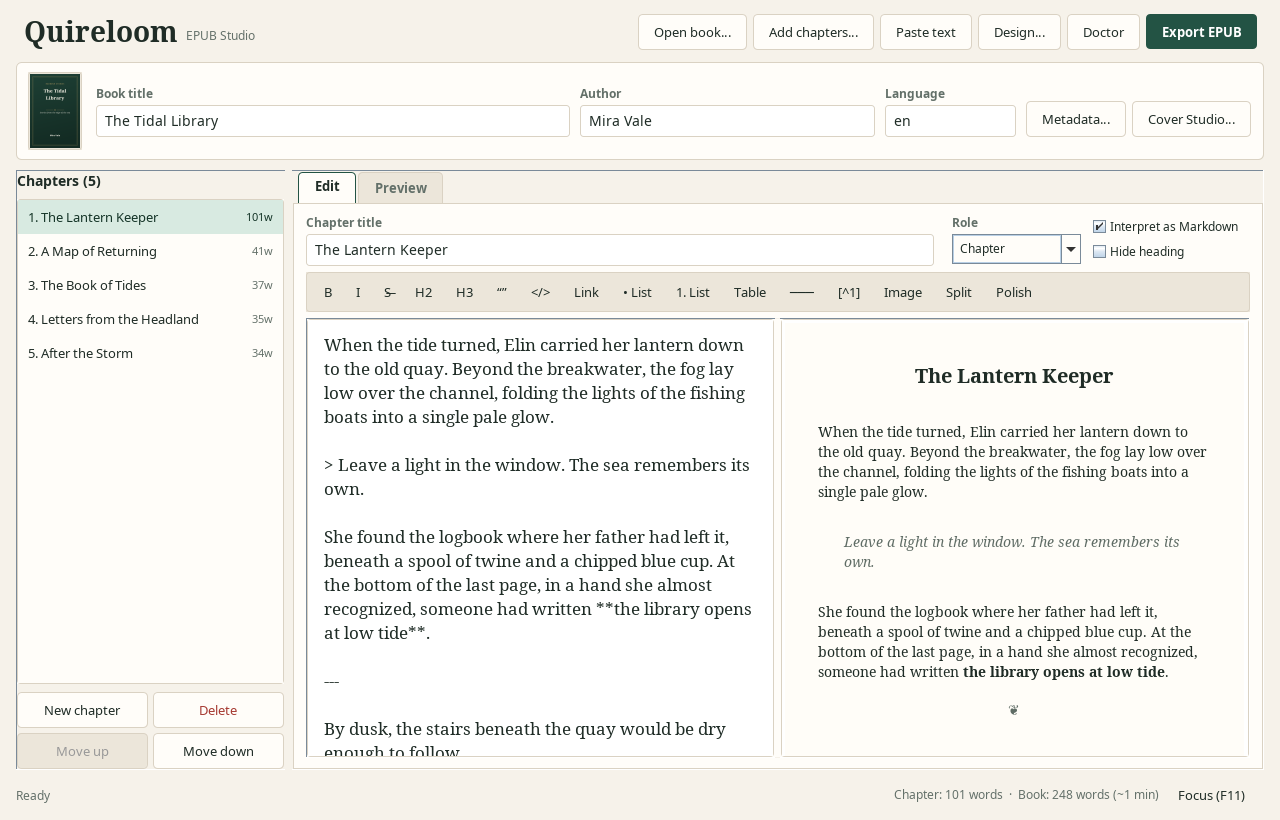 Quireloom EPUB Studio
Open book... Add chapters... Paste text Design... Doctor Export EPUB
The Tidal
Library
Book title Author Language
The Tidal Library Mira Vale en Metadata... Cover Studio...
Chapters (5)
1. The Lantern Keeper 101w
2. A Map of Returning 41w
3. The Book of Tides 37w
4. Letters from the Headland 35w
5. After the Storm 34w
New chapter Delete
Move up Move down
Edit Preview
Chapter title Role
The Lantern Keeper Chapter
Interpret as Markdown
Hide heading
B I S H2 H3 “” </> Link • List 1. List Table —— [^1] Image Split Polish
When the tide turned, Elin carried her lantern down
to the old quay. Beyond the breakwater, the fog lay
low over the channel, folding the lights of the fishing
boats into a single pale glow.
> Leave a light in the window. The sea remembers its
own.
She found the logbook where her father had left it,
beneath a spool of twine and a chipped blue cup. At
the bottom of the last page, in a hand she almost
recognized, someone had written **the library opens
at low tide**.
---
By dusk, the stairs beneath the quay would be dry
enough to follow.
The Lantern Keeper
When the tide turned, Elin carried her lantern down to
the old quay. Beyond the breakwater, the fog lay low over
the channel, folding the lights of the fishing boats into a
single pale glow.
Leave a light in the window. The sea remembers its
own.
She found the logbook where her father had left it,
beneath a spool of twine and a chipped blue cup. At the
bottom of the last page, in a hand she almost recognized,
someone had written the library opens at low tide.
❦
Ready
Chapter: 101 words · Book: 248 words (~1 min) Focus (F11)